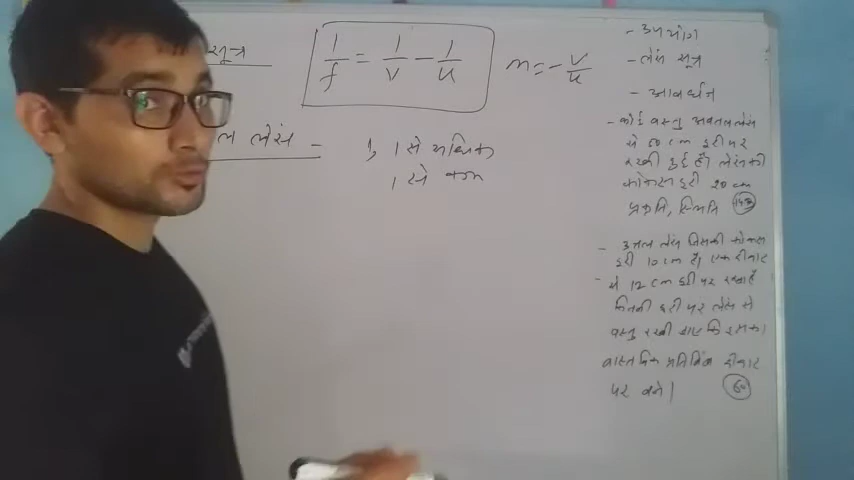 सूत्र
1/f = 1/v - 1/u
m = - v/u
ल लेंस -
1, 1 से अधिक
1 से कम
- उपयोग
- लेंस सूत्र
- आवर्धन
- कोई वस्तु अवतल लेंस
से 60 cm दूरी पर
रखी हुई है। लेंस की
फोकस दूरी 20 cm
प्रकृति, स्थिति
- उत्तल लेंस जिसकी फोकस
दूरी 10 cm है। एक दीवार
- से 12 cm दूरी पर रखा है
कितनी दूरी पर लेंस से
वस्तु रखी जाए कि इसका
वास्तविक प्रतिबिंब दीवार
पर बने। 60